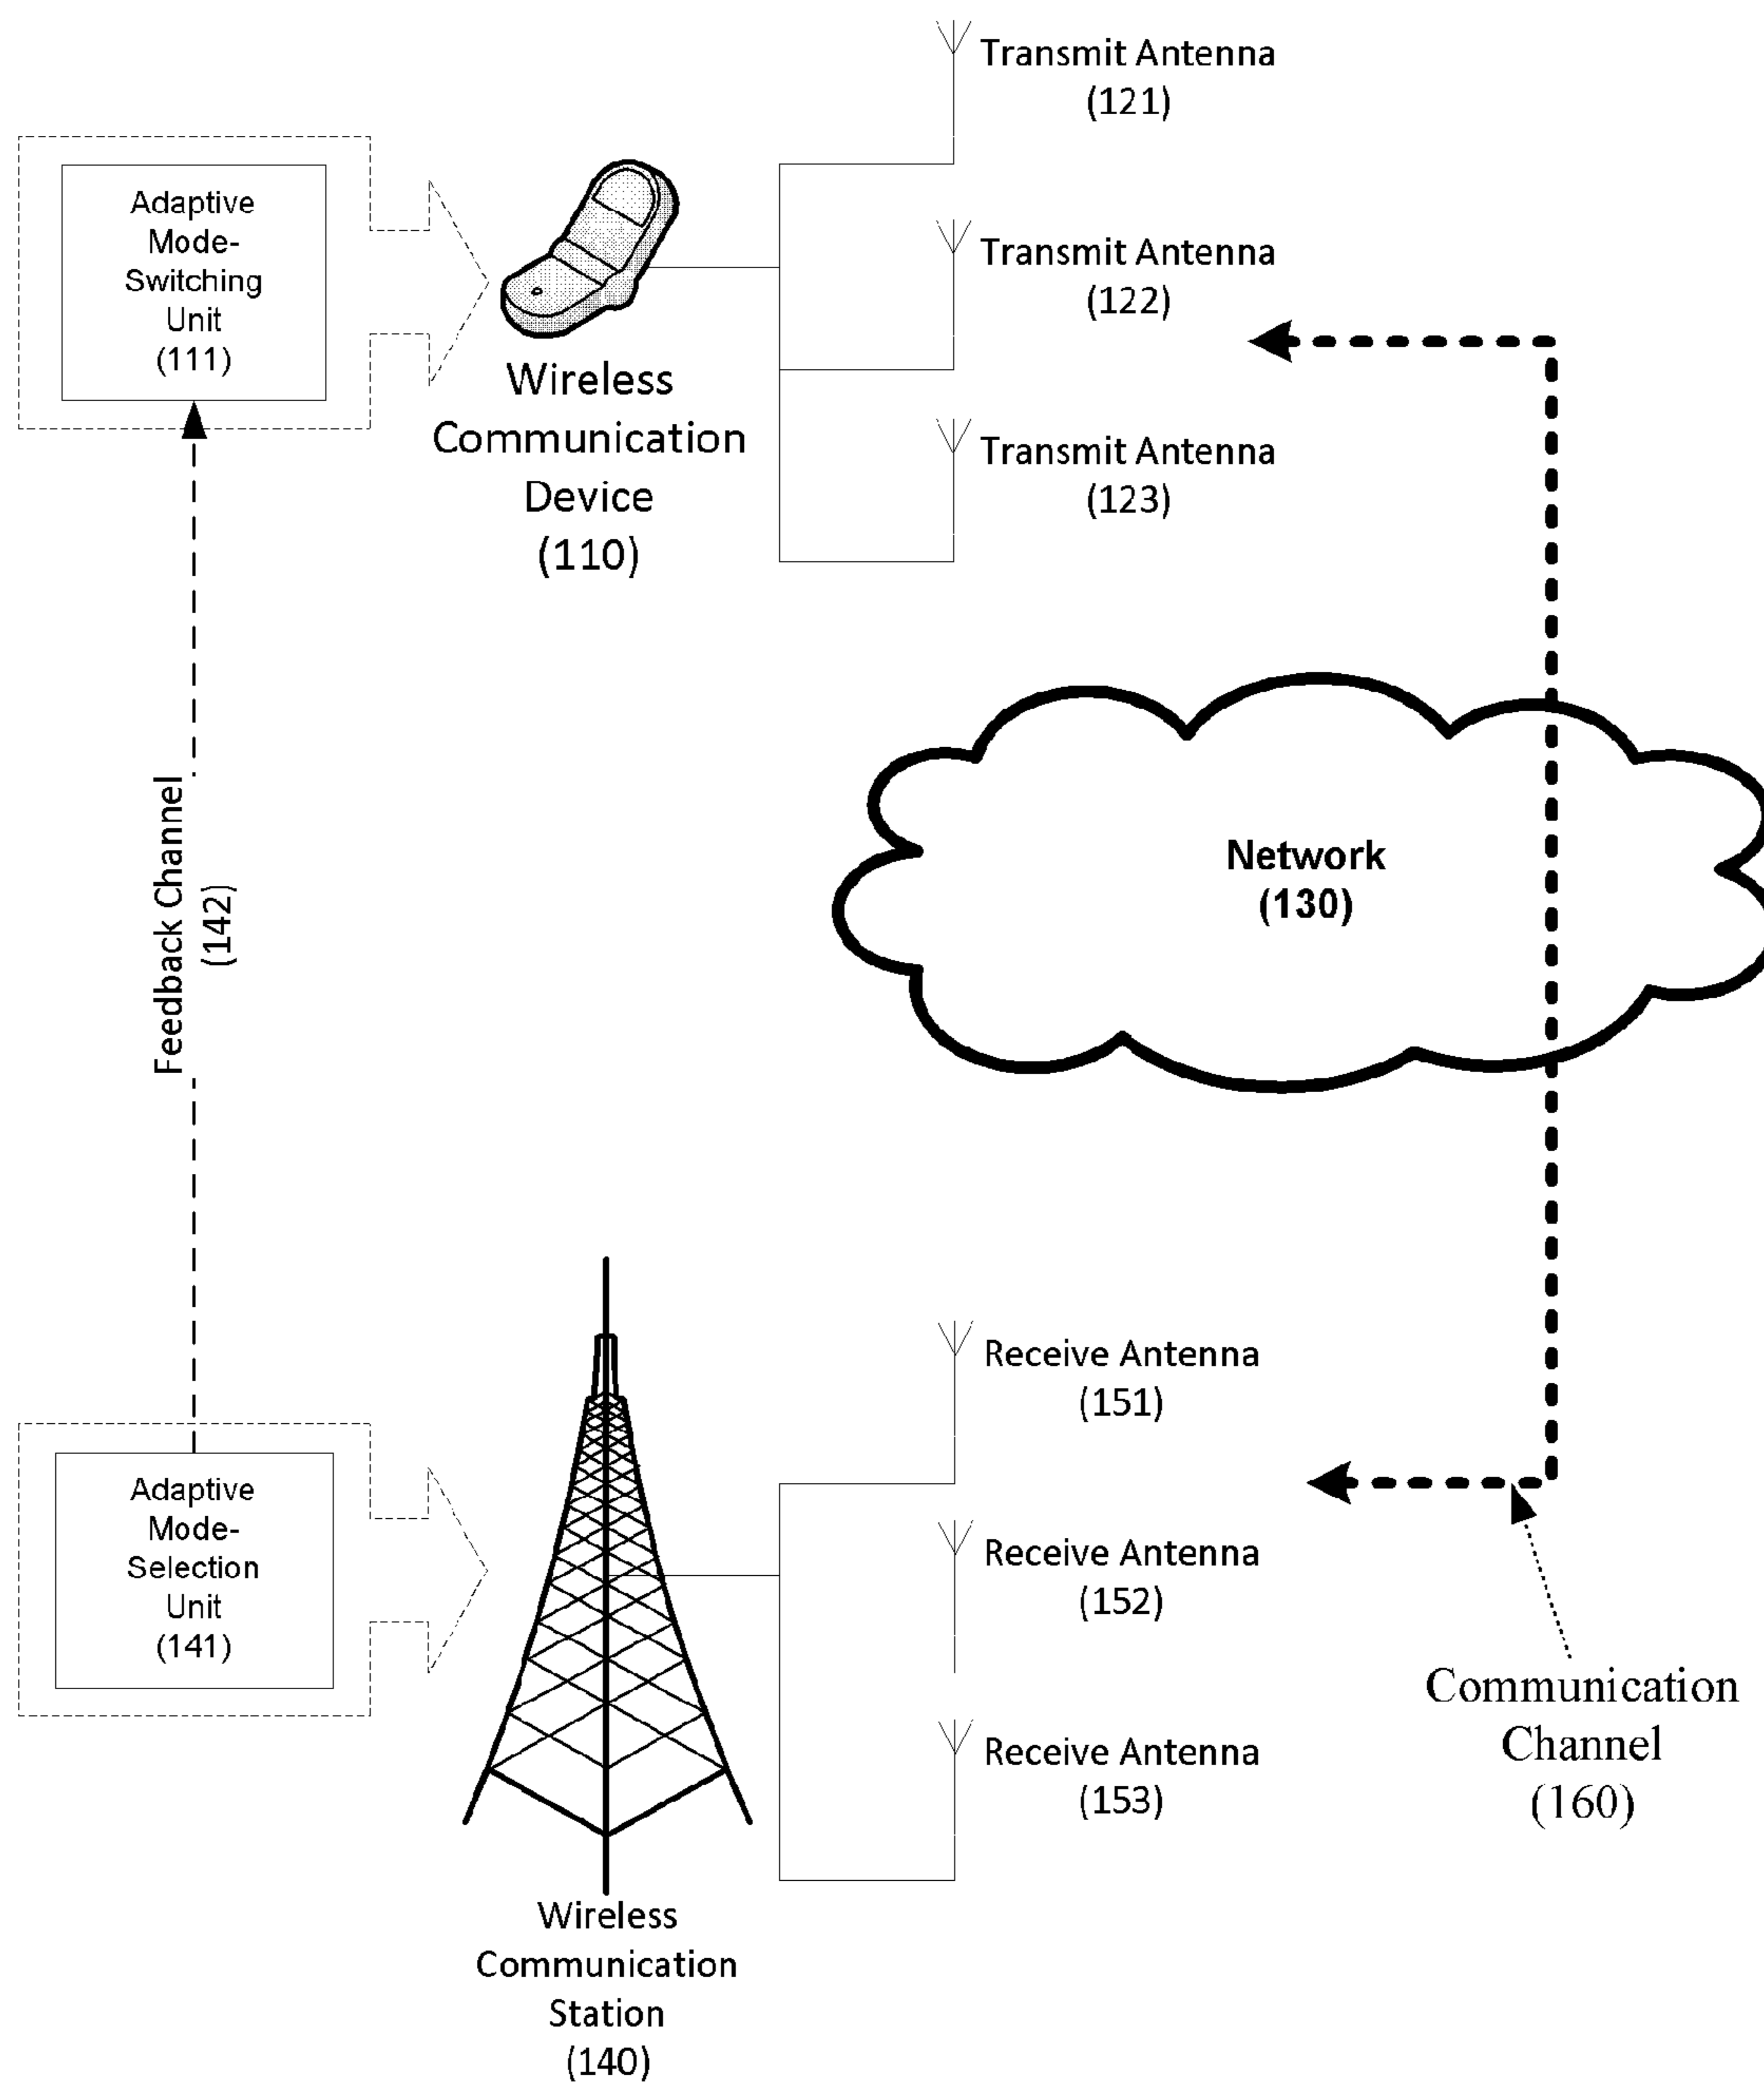 Transmit Antenna
(121)
Adaptive
Mode-
Switching
Unit
(111)
Transmit Antenna
(122)
Wireless
Communication
Device
(110)
Transmit Antenna
(123)
Feedback Channel
(142)
Network
(130)
Receive Antenna
(151)
Adaptive
Mode-
Selection
Unit
(141)
Receive Antenna
(152)
Receive Antenna
(153)
Communication
Channel
(160)
Wireless
Communication
Station
(140)